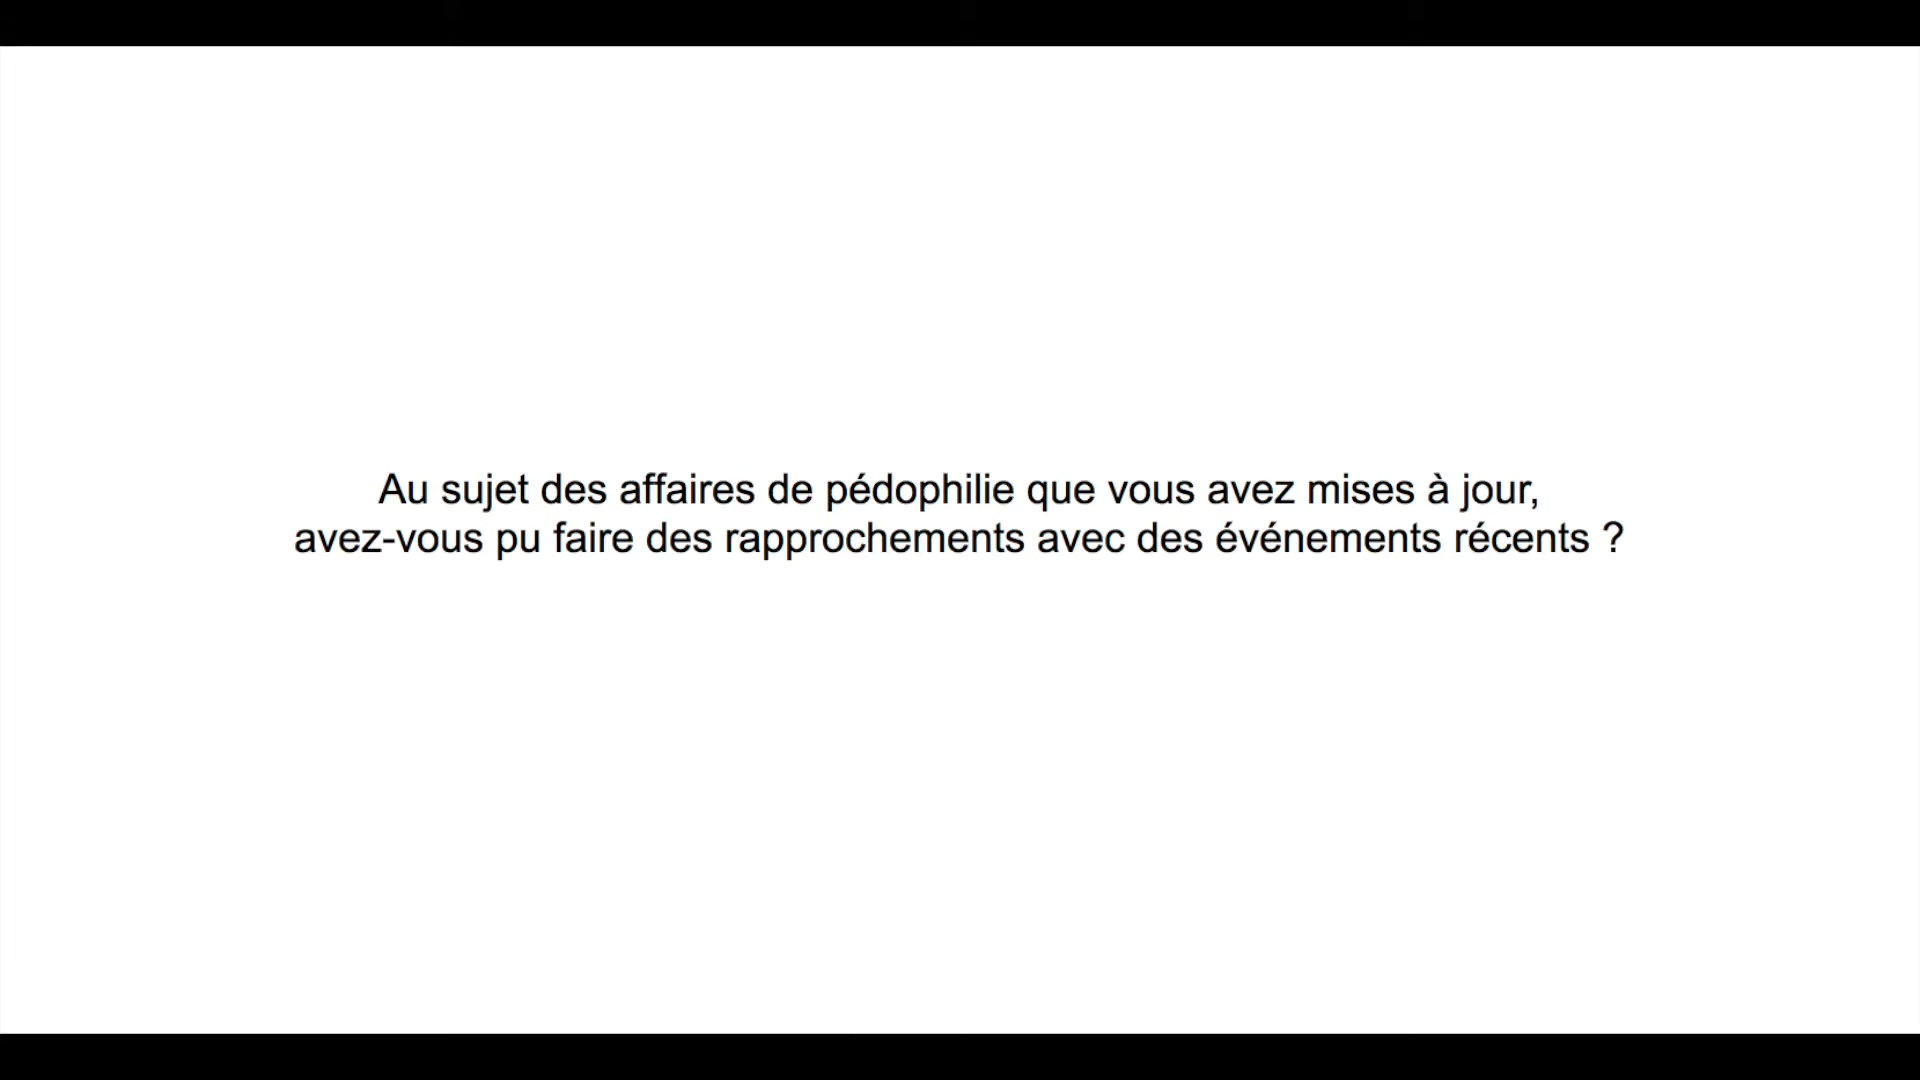 Au sujet des affaires de pédophilie que vous avez mises à jour,
avez-vous pu faire des rapprochements avec des événements récents ?